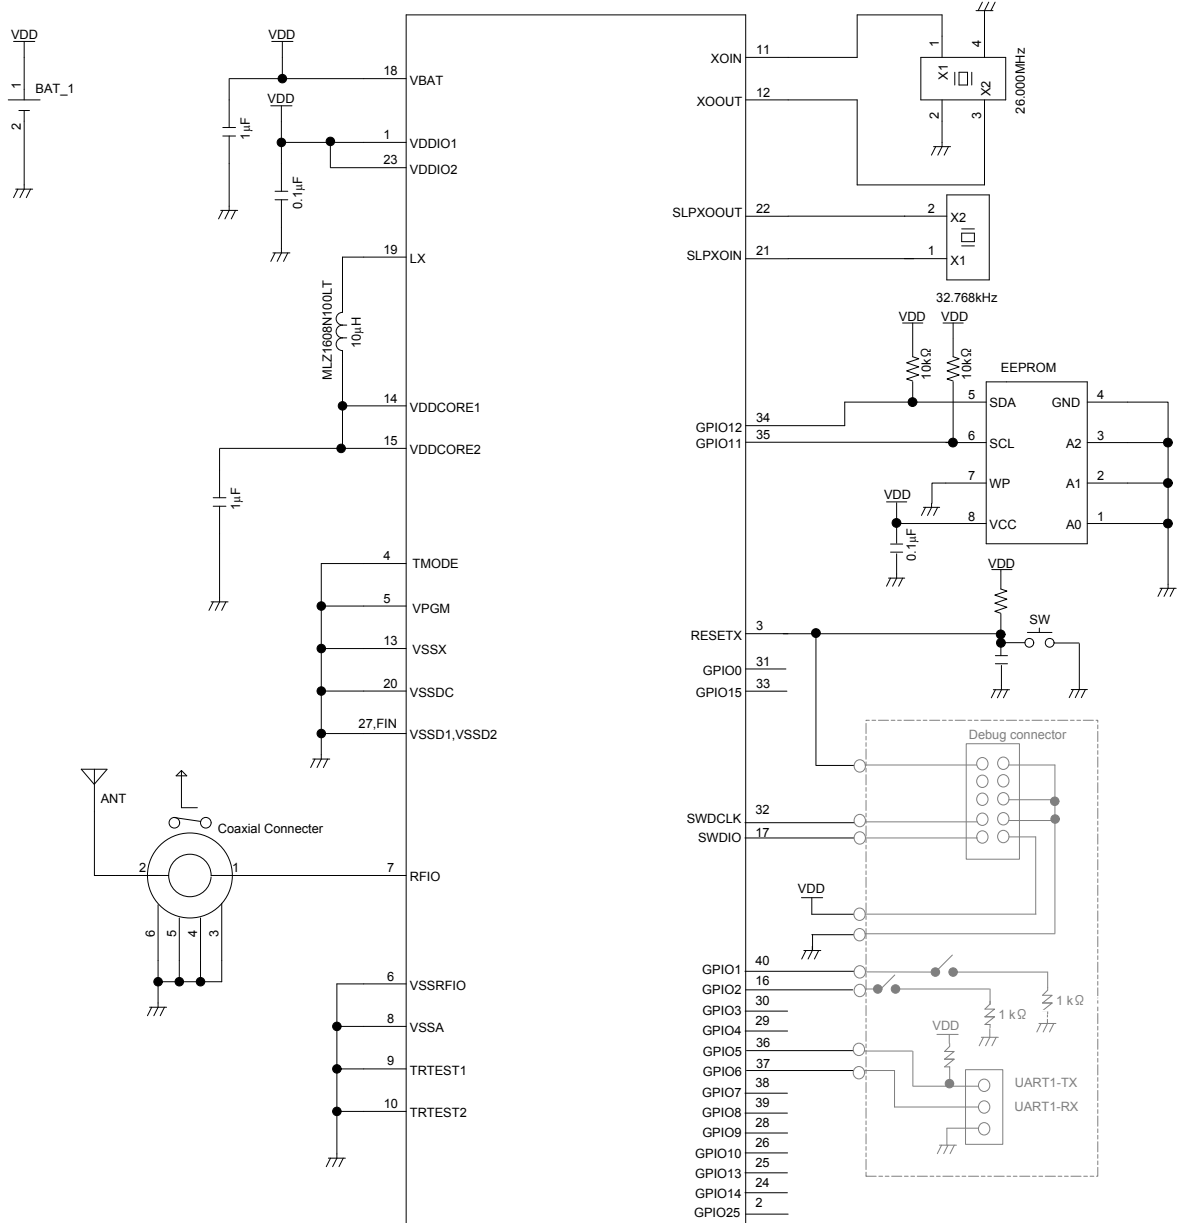 VDD
1
BAT_1
2
VDD
18
VBAT
1μF
VDD
1
VDDIO1
23
VDDIO2
0.1μF
19
LX
MLZ1608N100LT
10μH
14
VDDCORE1
15
VDDCORE2
1μF
4
TMODE
5
VPGM
13
VSSX
20
VSSDC
27,FIN
VSSD1,VSSD2
ANT
Coaxial Connecter
2
1
7
RFIO
6
5
4
3
6
VSSRFIO
8
VSSA
9
TRTEST1
10
TRTEST2
XOIN
11
XOOUT
12
1
4
X1
X2
2
3
26.000MHz
SLPXOOUT
22
2
X2
SLPXOIN
21
1
X1
32.768kHz
VDD
VDD
10kΩ
10kΩ
EEPROM
GPIO12
34
5
SDA
GND
4
GPIO11
35
6
SCL
A2
3
7
WP
A1
2
VDD
8
VCC
A0
1
0.1μF
VDD
RESETX
3
SW
GPIO0
31
GPIO15
33
Debug connector
SWDCLK
32
SWDIO
17
VDD
GPIO1
40
GPIO2
16
GPIO3
30
GPIO4
29
GPIO5
36
GPIO6
37
GPIO7
38
GPIO8
39
GPIO9
28
GPIO10
26
GPIO13
25
GPIO14
24
GPIO25
2
1 kΩ
1 kΩ
VDD
UART1-TX
UART1-RX